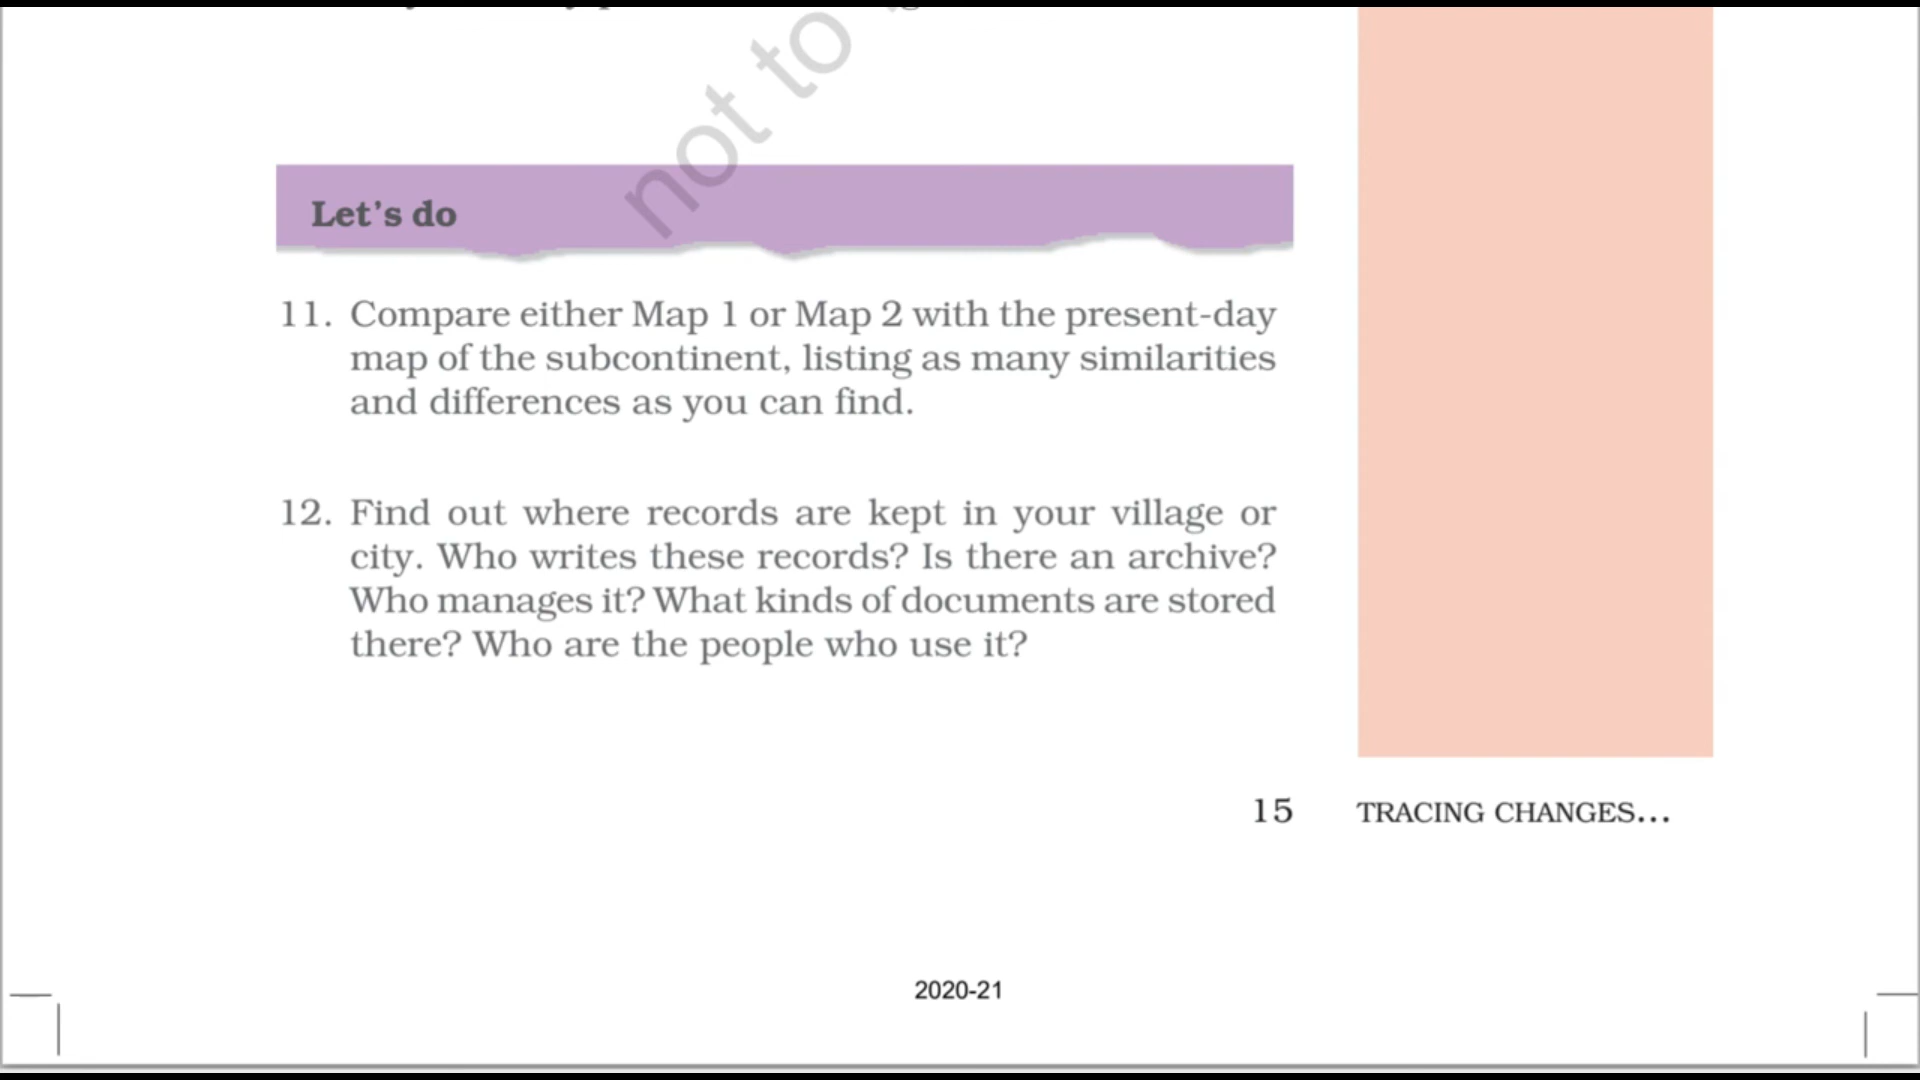 not to
Let's do
11. Compare either Map 1 or Map 2 with the present-day
map of the subcontinent, listing as many similarities
and differences as you can find.
12. Find out where records are kept in your village or
city. Who writes these records? Is there an archive?
Who manages it? What kinds of documents are stored
there? Who are the people who use it?
15 TRACING CHANGES...
2020-21